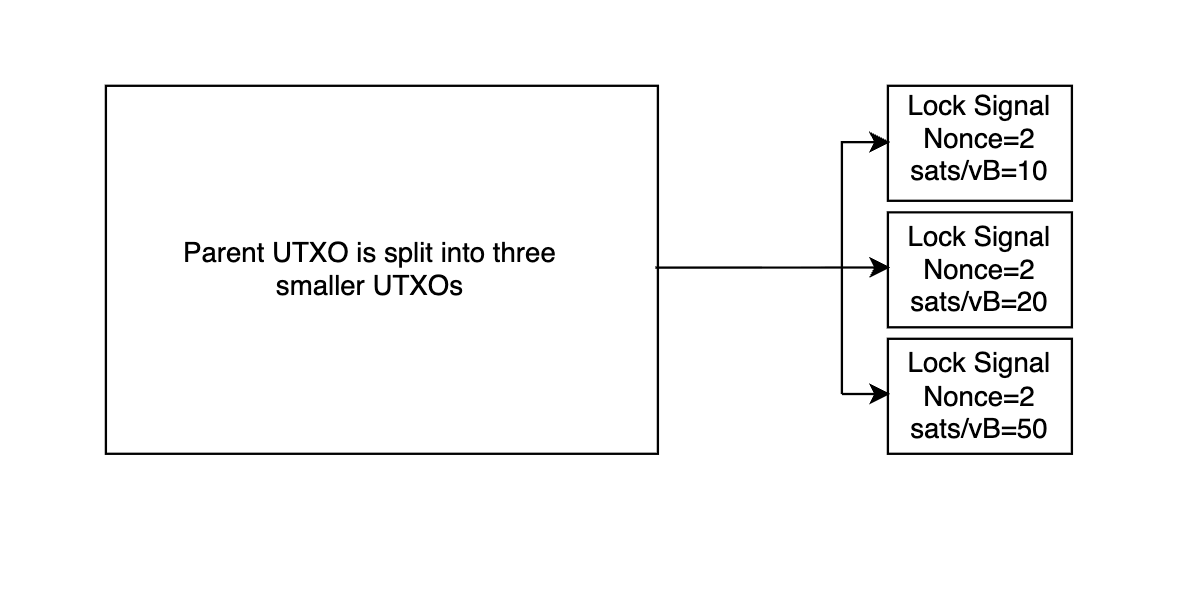 Parent UTXO is split into three
smaller UTXOs
Lock Signal
Nonce=2
sats/vB=10
Lock Signal
Nonce=2
sats/vB=20
Lock Signal
Nonce=2
sats/vB=50